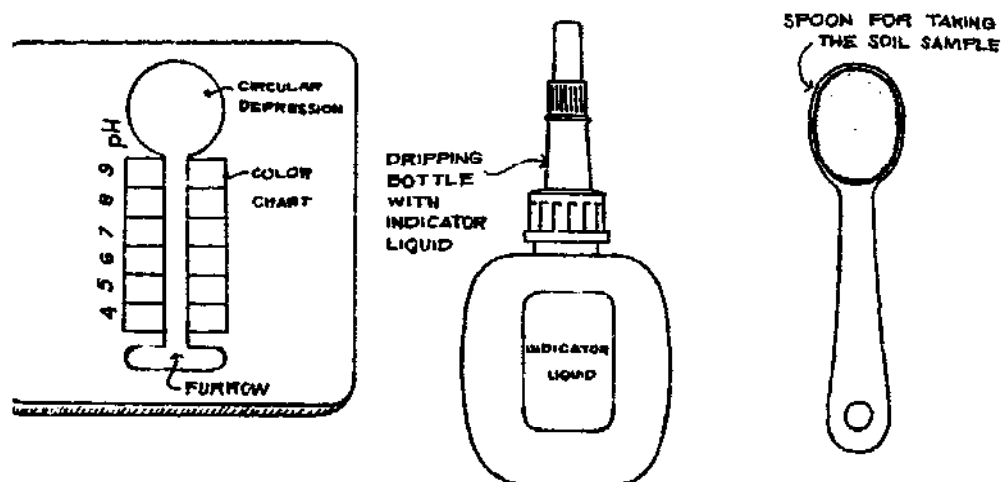 CIRCULAR
DEPRESSION
pH
9
8
7
6
5
4
COLOR
CHART
FURROW
DRIPPING
BOTTLE
WITH
INDICATOR
LIQUID
INDICATOR
LIQUID
SPOON FOR TAKING
THE SOIL SAMPLE